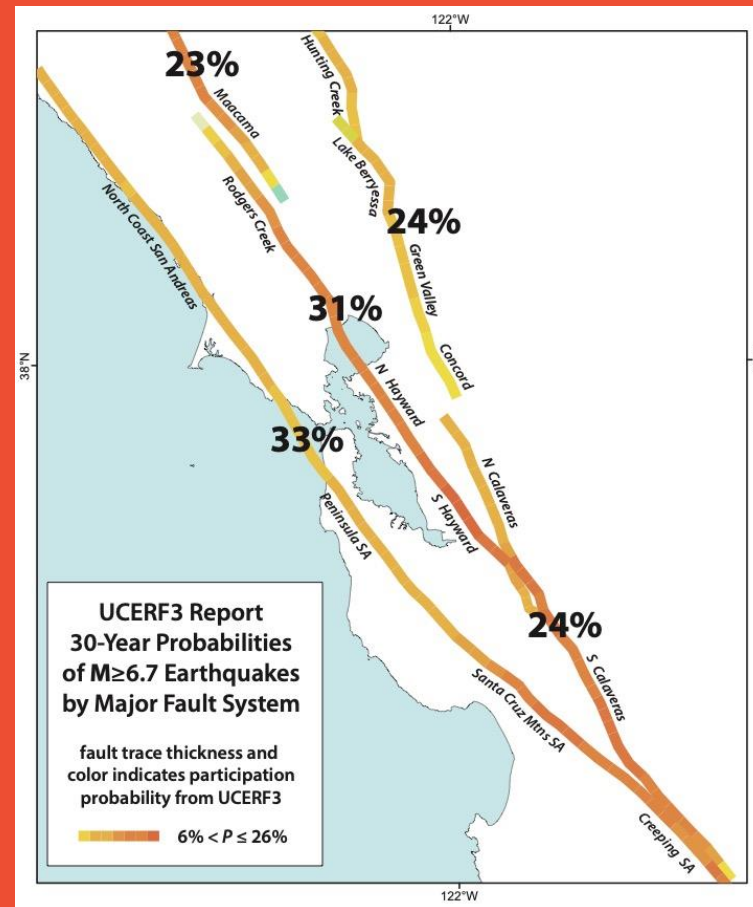 122°W
23%
Hunting Creek
Maacama
Lake Berryessa
Rodgers Creek
North Coast San Andreas
24%
Green Valley
31%
38°N
Concord
N Hayward
33%
N Calaveras
Peninsula SA
S Hayward
24%
S Calaveras
Santa Cruz Mtns SA
Creeping SA
UCERF3 Report
30-Year Probabilities
of M≥6.7 Earthquakes
by Major Fault System
fault trace thickness and
color indicates participation
probability from UCERF3
6% < P ≤ 26%
122°W